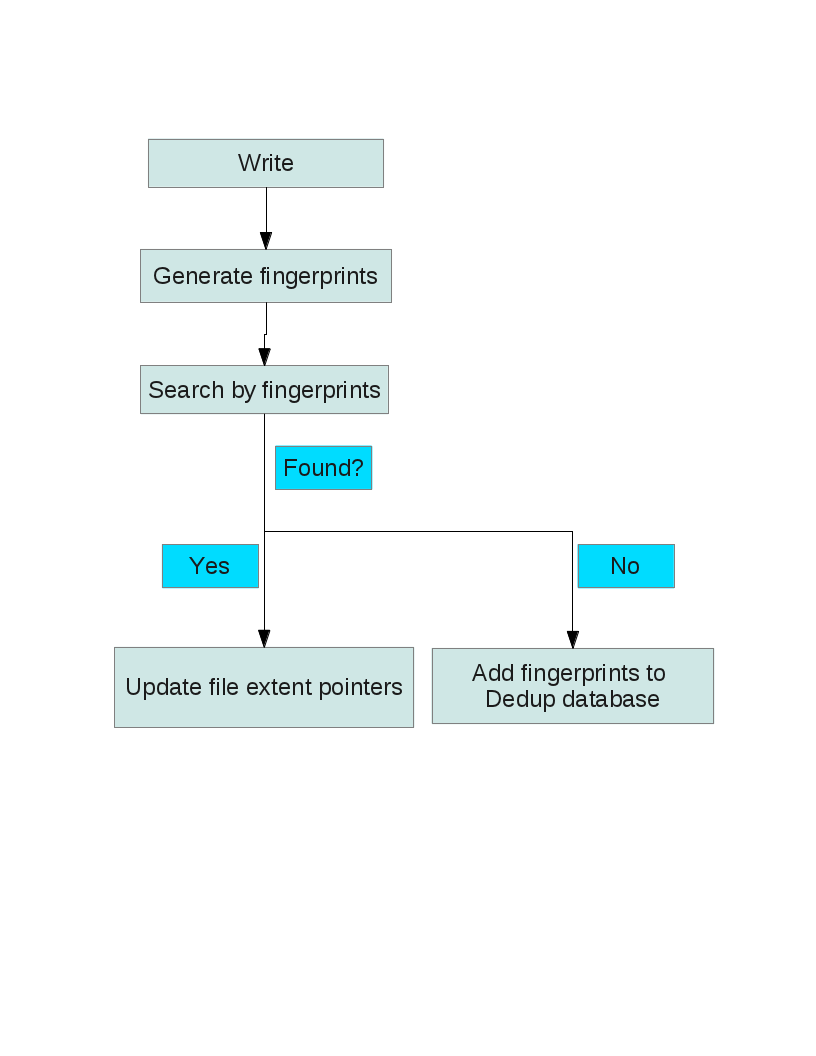 Write
Generate fingerprints
Search by fingerprints
Found?
Yes
No
Update file extent pointers
Add fingerprints to
Dedup database